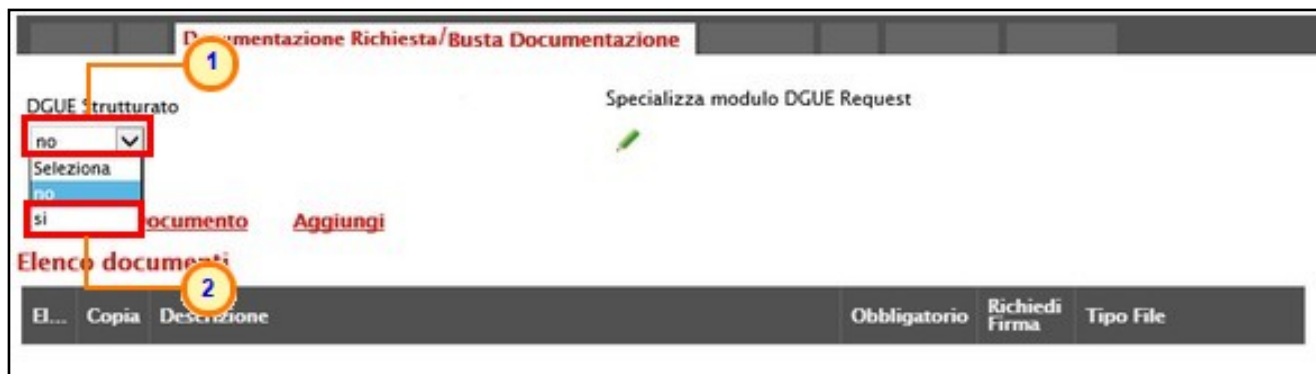 Documentazione Richiesta/Busta Documentazione
1
DGUE Strutturato
Specializza modulo DGUE Request
no
Seleziona
no
si
Documento Aggiungi
Elenco documenti
2
El... Copia Descrizione Obbligatorio Richiedi Firma Tipo File